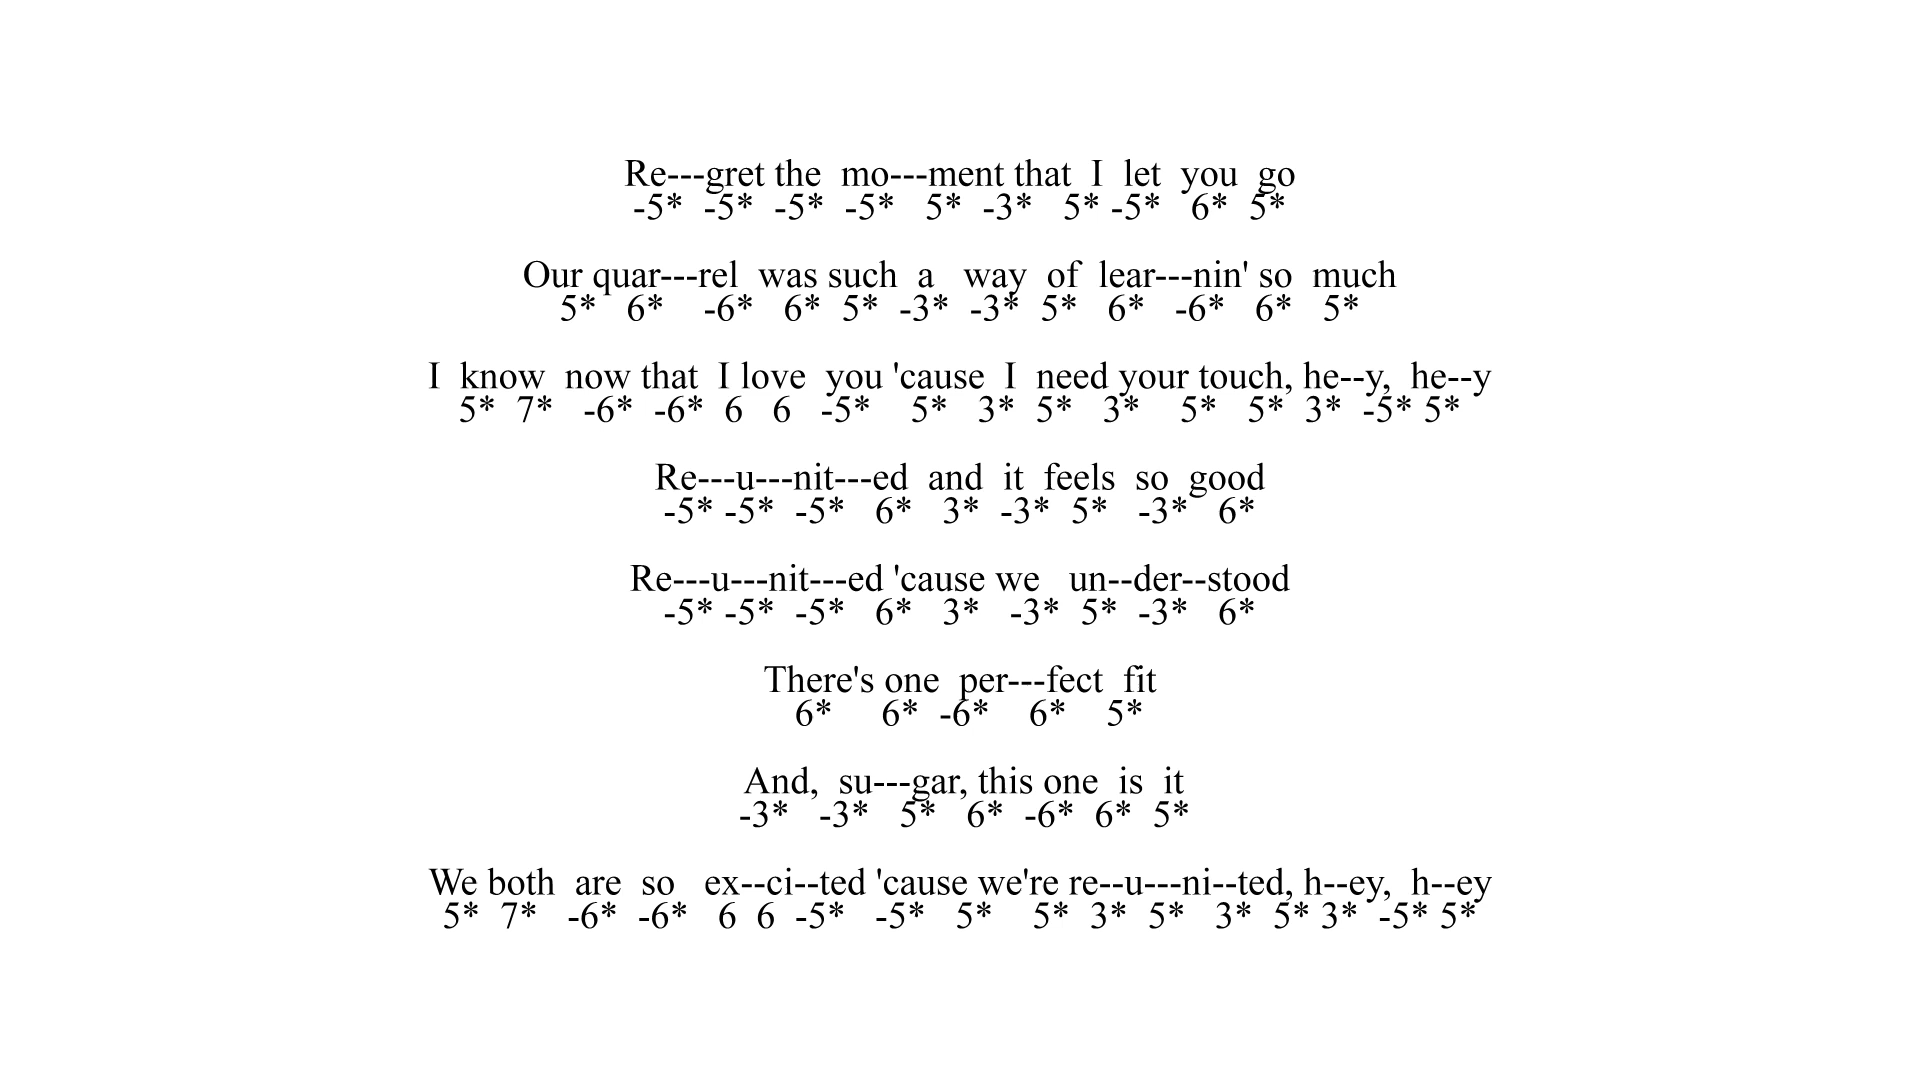 Re---gret the mo---ment that I let you go
-5* -5* -5* -5* 5* -3* 5* -5* 6* 5*
Our quar---rel was such a way of lear---nin' so much
5* 6* -6* 6* 5* -3* -3* 5* 6* -6* 6* 5*
I know now that I love you 'cause I need your touch, he--y, he--y
5* 7* -6* -6* 6 6 -5* 5* 3* 5* 3* 5* 5* 3* -5* 5*
Re---u---nit---ed and it feels so good
-5* -5* -5* 6* 3* -3* 5* -3* 6*
Re---u---nit---ed 'cause we un--der--stood
-5* -5* -5* 6* 3* -3* 5* -3* 6*
There's one per---fect fit
6* 6* -6* 6* 5*
And, su---gar, this one is it
-3* -3* 5* 6* -6* 6* 5*
We both are so ex--ci--ted 'cause we're re--u---ni--ted, h--ey, h--ey
5* 7* -6* -6* 6 6 -5* -5* 5* 5* 3* 5* 3* 5* 3* -5* 5*